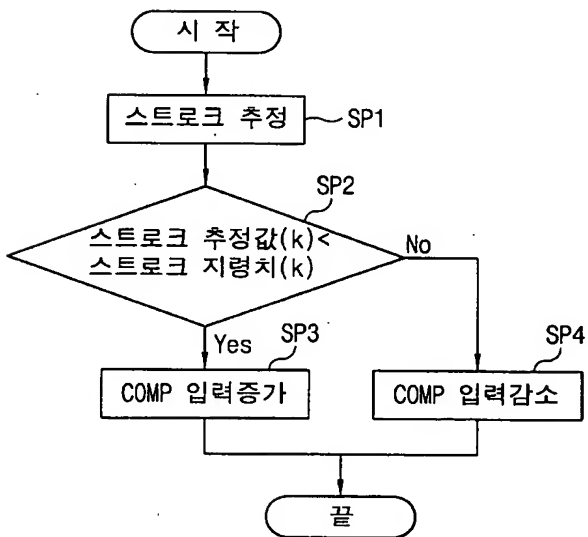 시 작
스트로크 추정
SP1
SP2
스트로크 추정값(k)<
스트로크 지령치(k)
No
Yes
SP3
SP4
COMP 입력증가
COMP 입력감소
끝